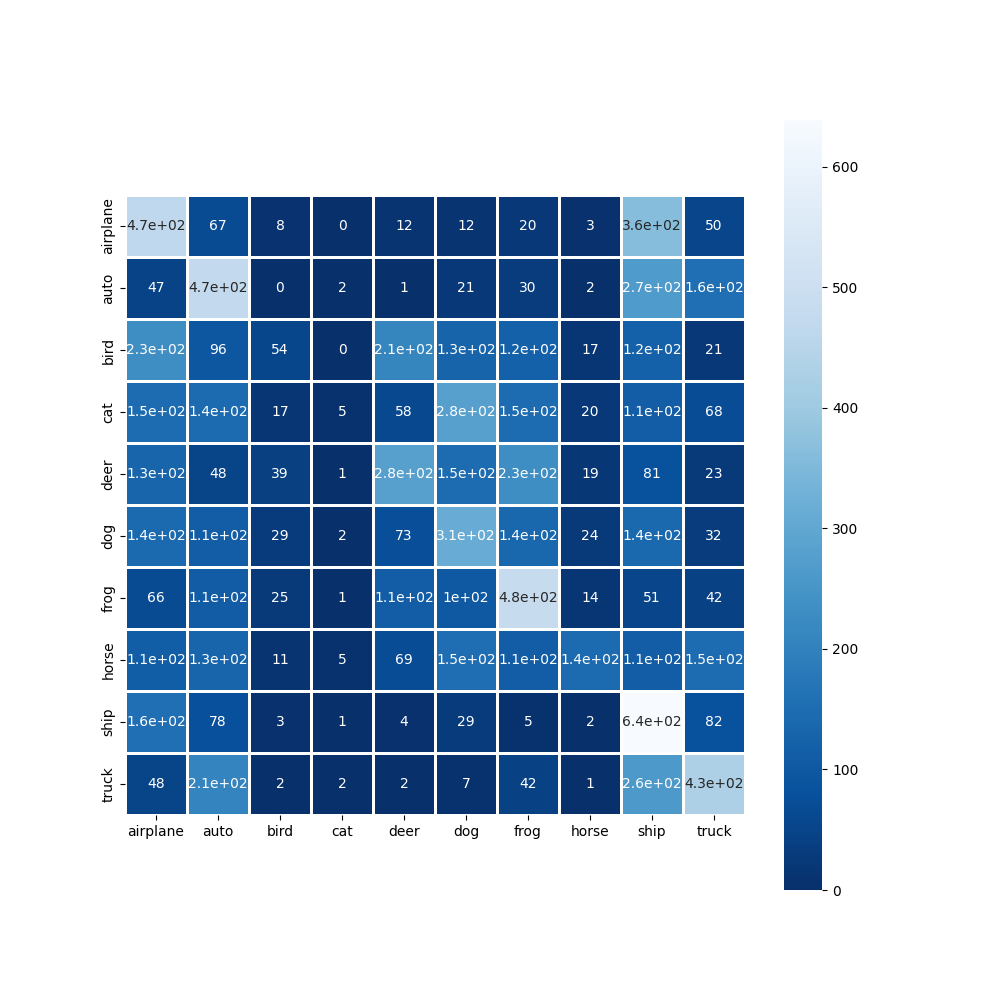 600
airplane 4.7e+02 67 8 0 12 12 20 3 3.6e+02 50
500
auto 47 4.7e+02 0 2 1 21 30 2 2.7e+02 1.6e+02
bird 2.3e+02 96 54 0 2.1e+02 1.3e+02 1.2e+02 17 1.2e+02 21
400
cat 1.5e+02 1.4e+02 17 5 58 2.8e+02 1.5e+02 20 1.1e+02 68
deer 1.3e+02 48 39 1 2.8e+02 1.5e+02 2.3e+02 19 81 23
300
dog 1.4e+02 1.1e+02 29 2 73 3.1e+02 1.4e+02 24 1.4e+02 32
frog 66 1.1e+02 25 1 1.1e+02 1e+02 4.8e+02 14 51 42
200
horse 1.1e+02 1.3e+02 11 5 69 1.5e+02 1.1e+02 1.4e+02 1.1e+02 1.5e+02
ship 1.6e+02 78 3 1 4 29 5 2 6.4e+02 82
100
truck 48 2.1e+02 2 2 2 7 42 1 2.6e+02 4.3e+02
airplane auto bird cat deer dog frog horse ship truck
0